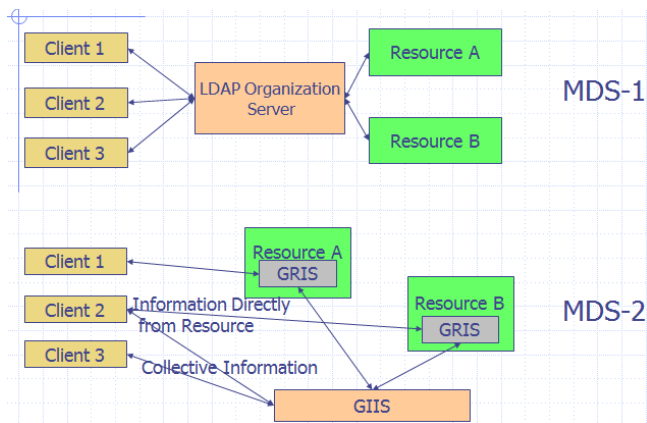 Client 1
Client 2
Client 3
LDAP Organization
Server
Resource A
Resource B
MDS-1
Client 1
Client 2
Client 3
Resource A
GRIS
Information Directly
from Resource
Resource B
GRIS
MDS-2
Collective Information
GIIS